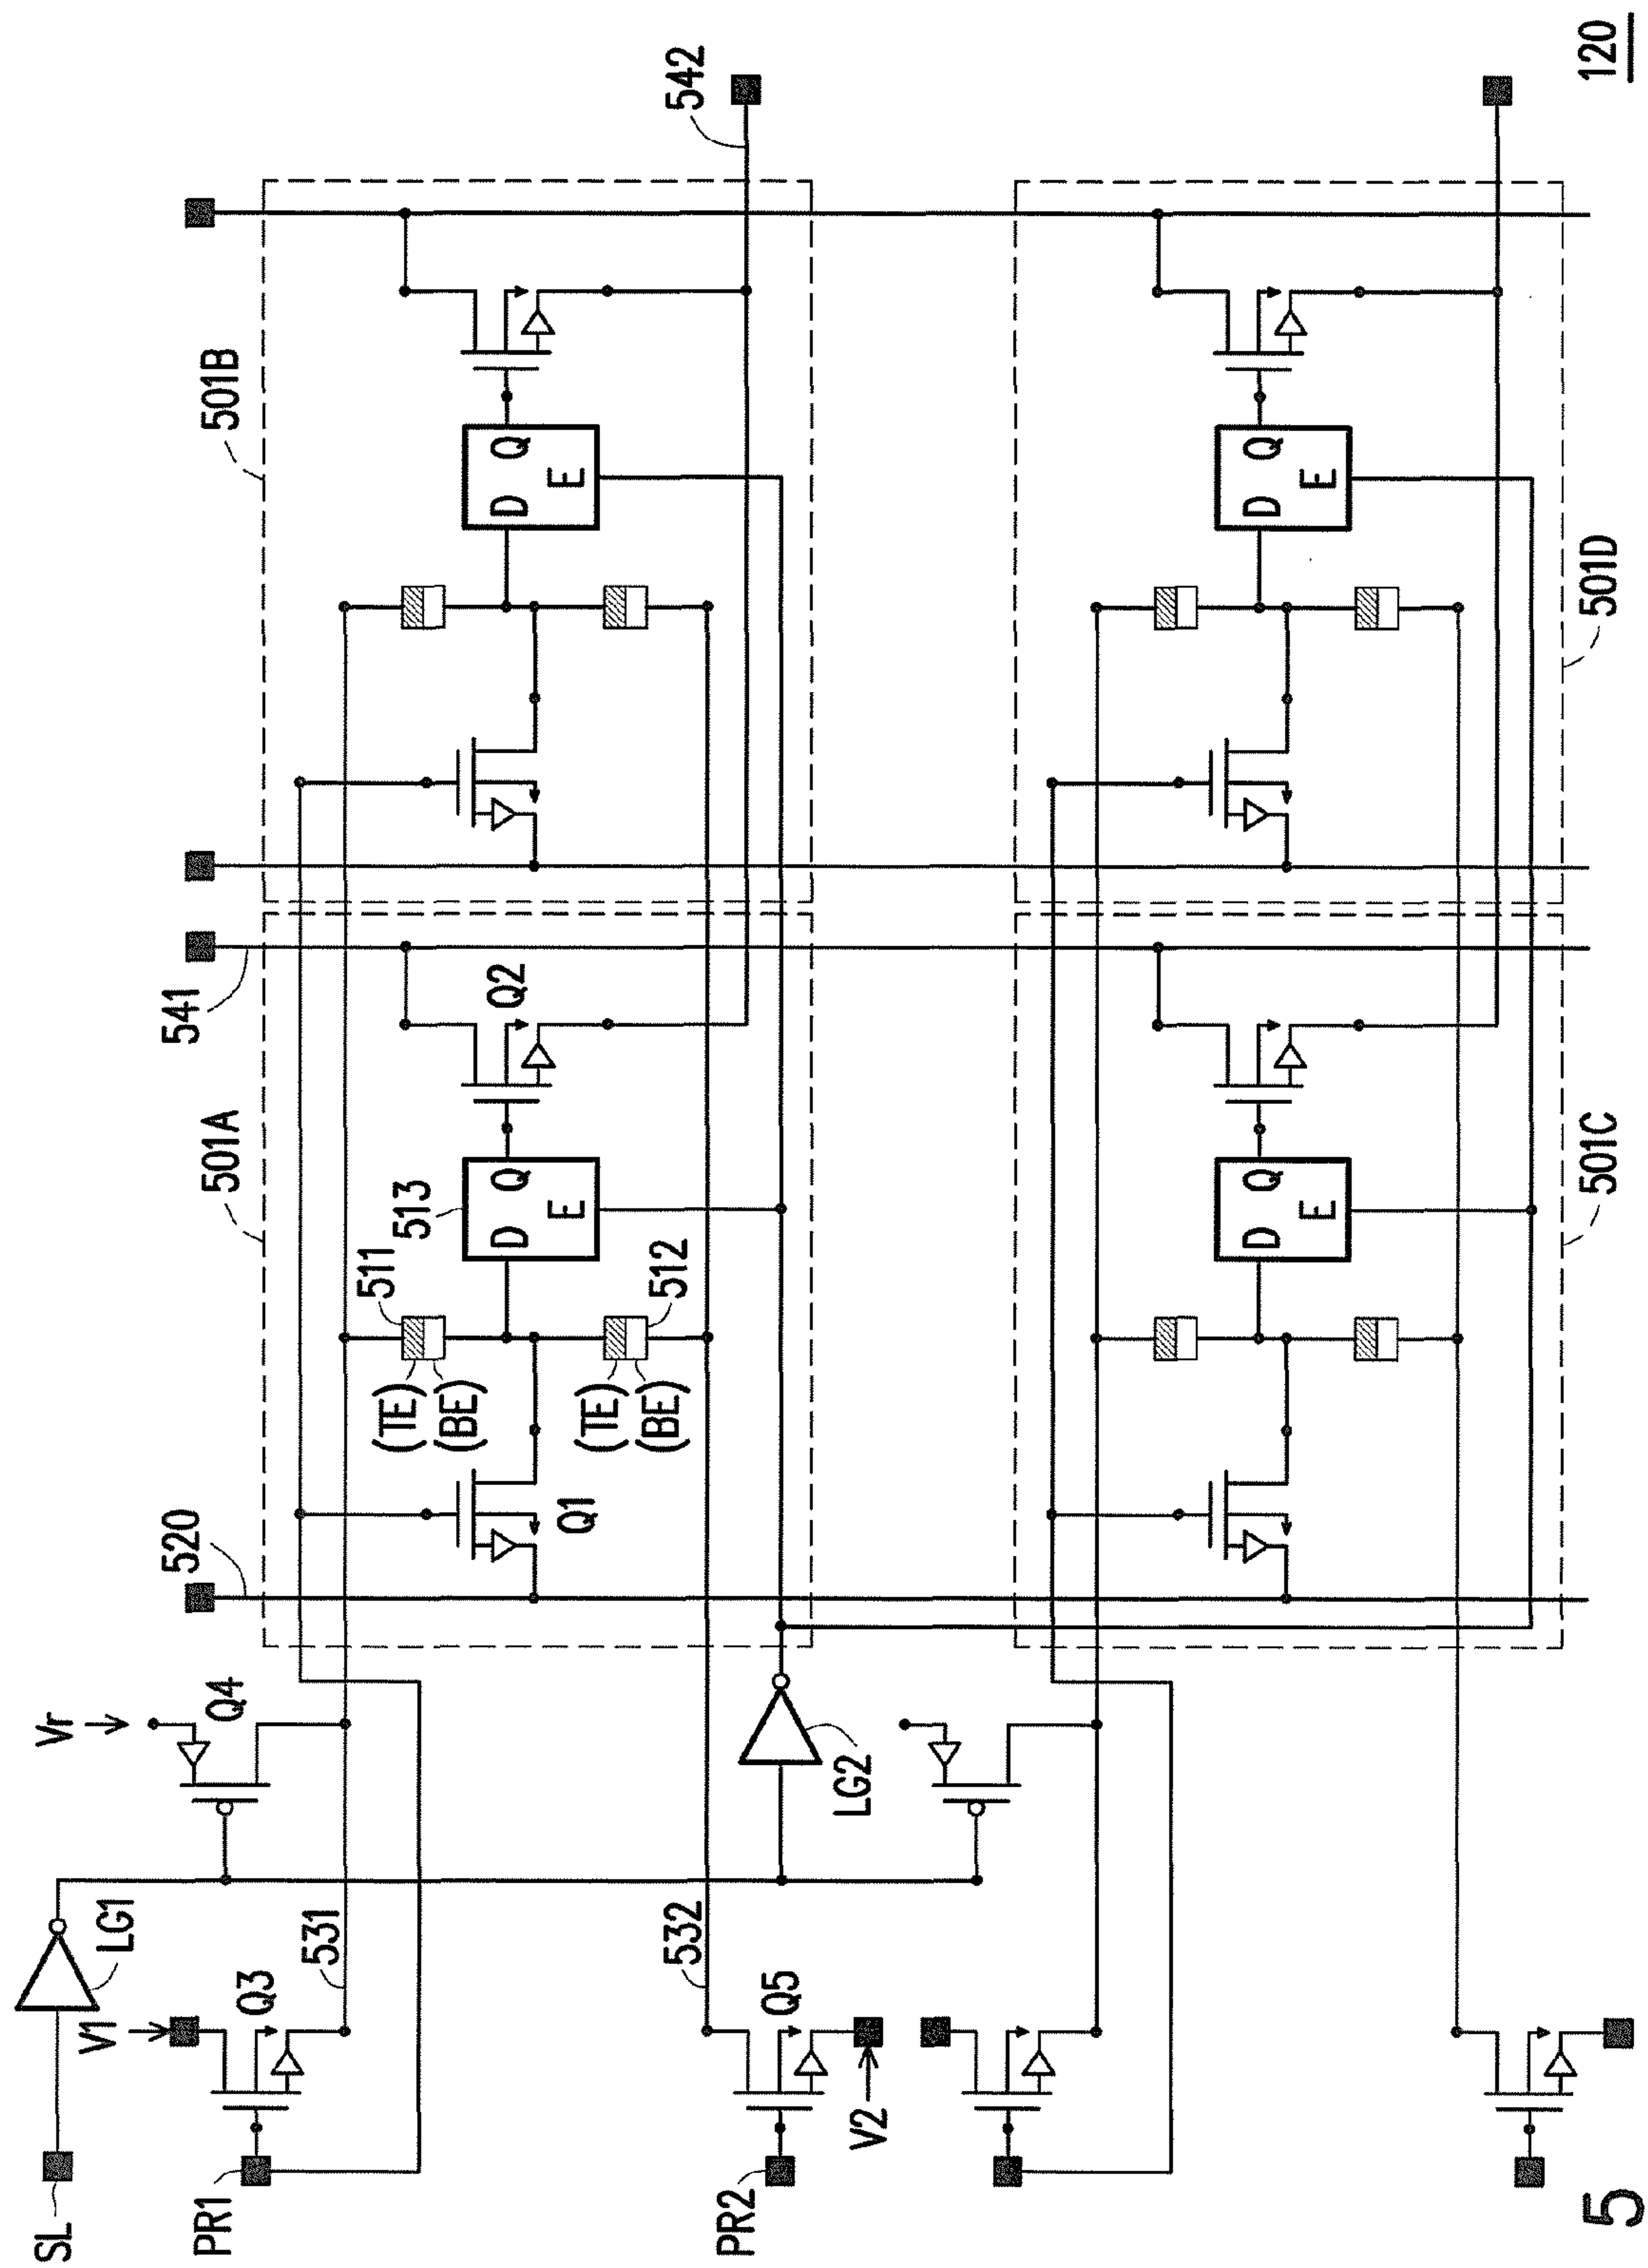 120
SL
LG1
V1
PR1
Q3
531
Vr
Q4
520
501A
541
501B
542
Q1
511
(TE)
(BE)
512
(TE)
(BE)
513
D Q
E
Q2
D Q
E
PR2
Q5
532
V2
LG2
D Q
E
501C
D Q
E
501D
5